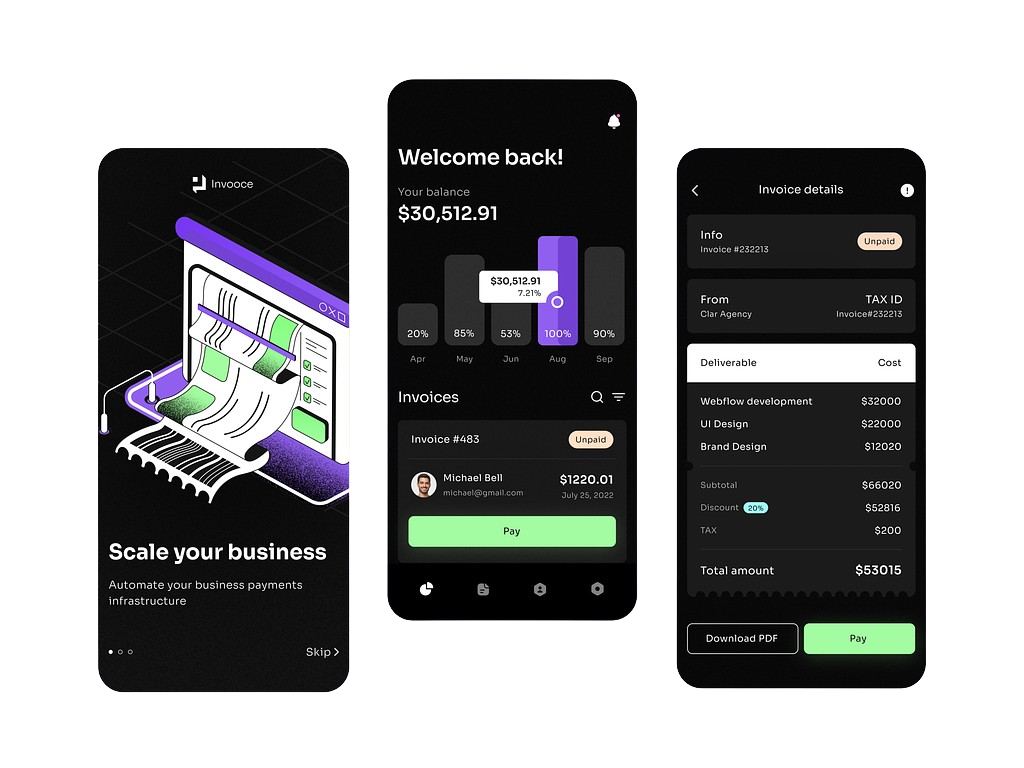 Invooce
Scale your business
Automate your business payments
infrastructure
Skip
Welcome back!
Your balance
$30,512.91
$30,512.91
7.21%
20% 85% 53% 100% 90%
Apr May Jun Aug Sep
Invoices
Invoice #483 Unpaid
Michael Bell $1220.01
michael@gmail.com July 25, 2022
Pay
Invoice details
Info Unpaid
Invoice #232213
From TAX ID
Clar Agency Invoice#232213
Deliverable Cost
Webflow development $32000
UI Design $22000
Brand Design $12020
Subtotal $66020
Discount 20% $52816
TAX $200
Total amount $53015
Download PDF Pay